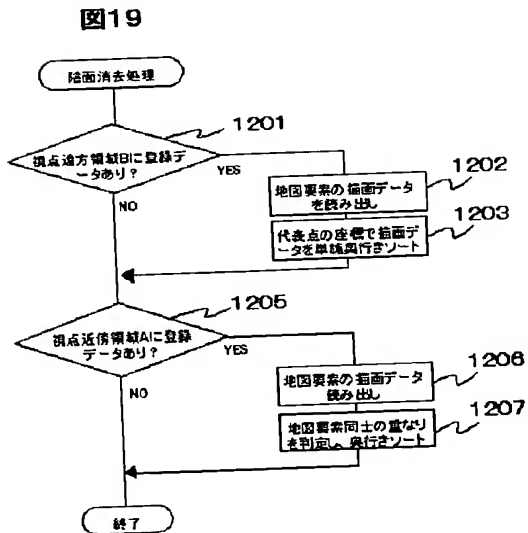 図19
陰面消去処理
1201
視点遠方領域Bに登録デ
ータあり？
YES
NO
1202
地図要素の描画データ
を読み出し
1203
代表点の座標で描画デ
ータを単純奥行きソート
1205
視点近傍領域Aに登録
データあり？
YES
NO
1206
地図要素の描画データ
読み出し
1207
地図要素同士の重なり
を判定し、奥行きソート
終了